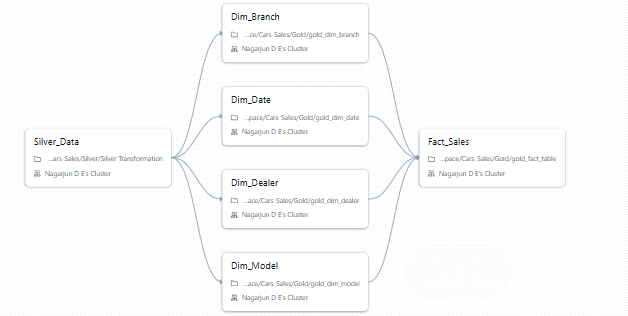 Dim_Branch
...ace/Cars Sales/Gold/gold_dim_branch
Nagarjun D E's Cluster
Dim_Date
...pace/Cars Sales/Gold/gold_dim_date
Nagarjun D E's Cluster
Silver_Data
...ars Sales/Silver/Silver Transformation
Nagarjun D E's Cluster
Fact_Sales
...pace/Cars Sales/Gold/gold_fact_table
Nagarjun D E's Cluster
Dim_Dealer
...ace/Cars Sales/Gold/gold_dim_dealer
Nagarjun D E's Cluster
Dim_Model
...ace/Cars Sales/Gold/gold_dim_model
Nagarjun D E's Cluster